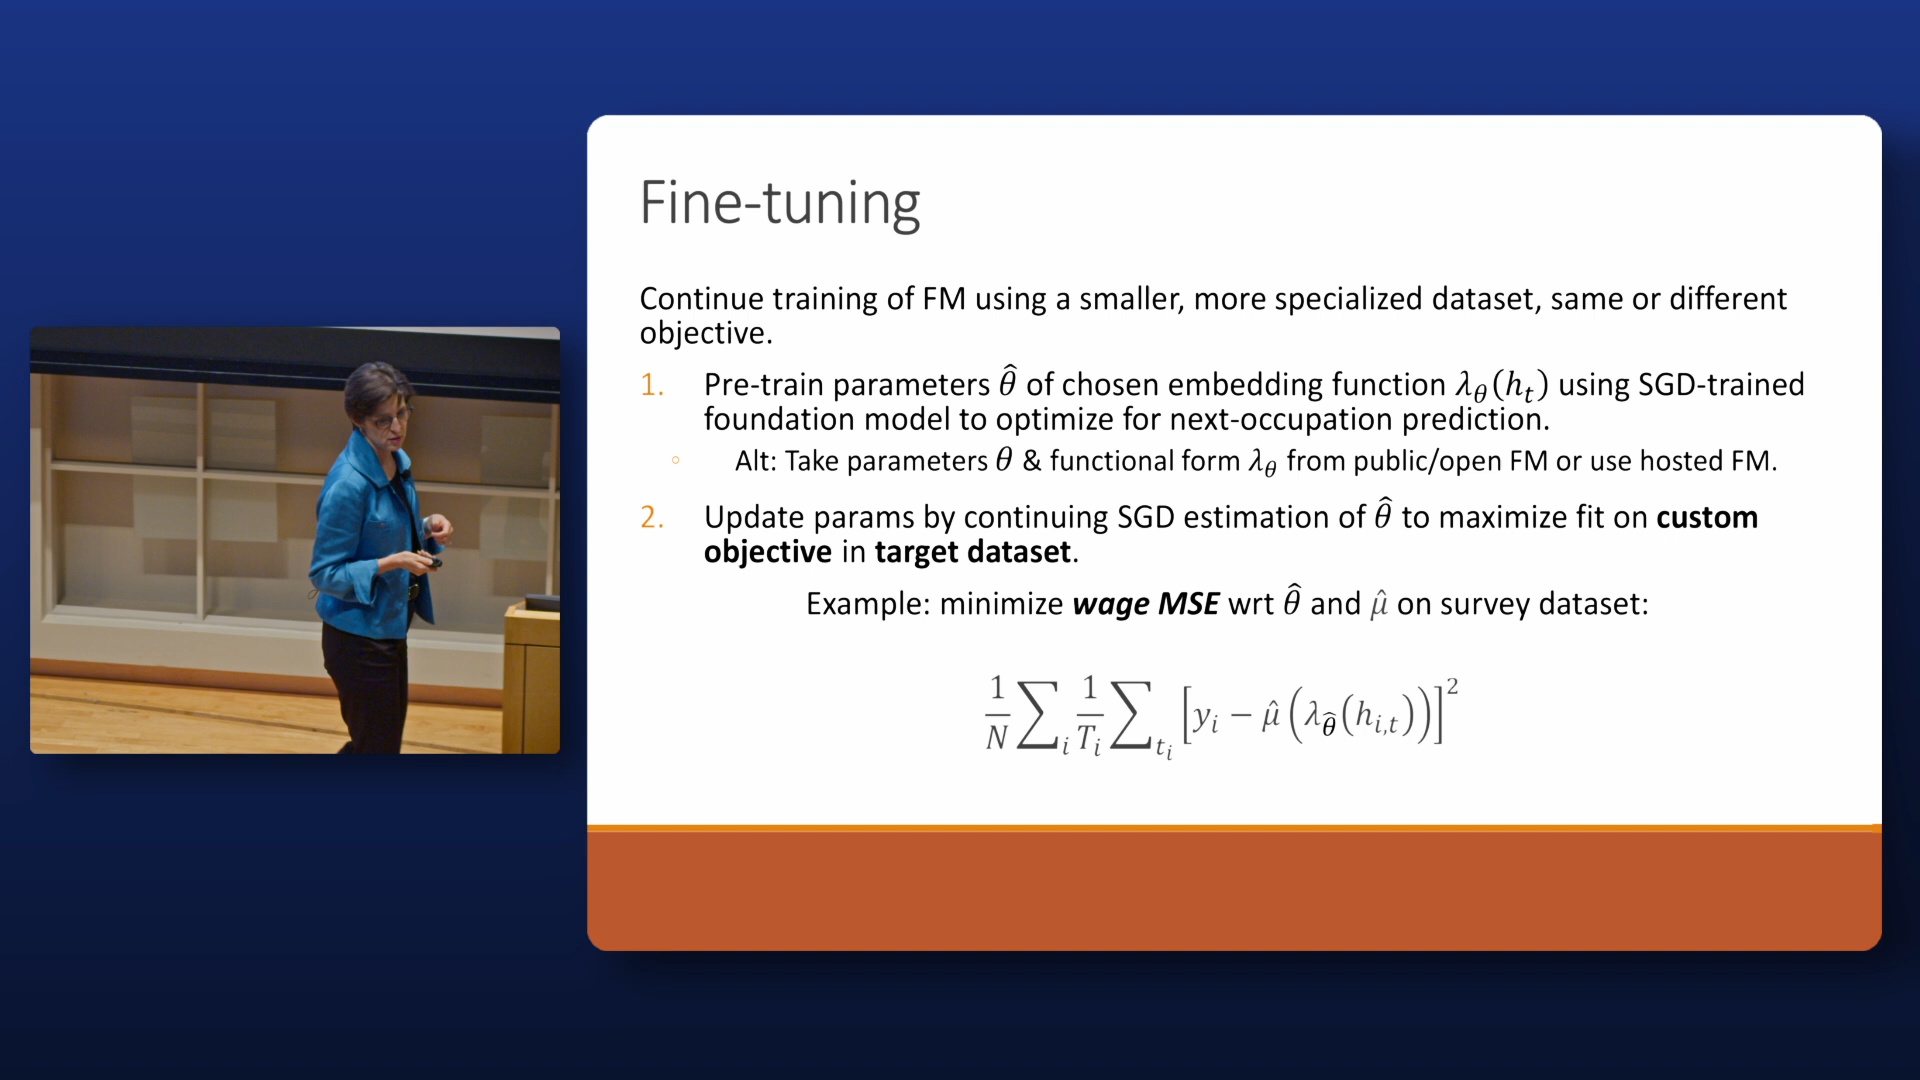 Fine-tuning
Continue training of FM using a smaller, more specialized dataset, same or different
objective.
1. Pre-train parameters θ̂ of chosen embedding function λ_θ(h_t) using SGD-trained
foundation model to optimize for next-occupation prediction.
◦ Alt: Take parameters θ & functional form λ_θ from public/open FM or use hosted FM.
2. Update params by continuing SGD estimation of θ̂ to maximize fit on custom
objective in target dataset.
Example: minimize wage MSE wrt θ̂ and μ̂ on survey dataset:
1/N ∑_i 1/T_i ∑_{t_i} [y_i − μ̂(λ_θ̂(h_{i,t}))]^2